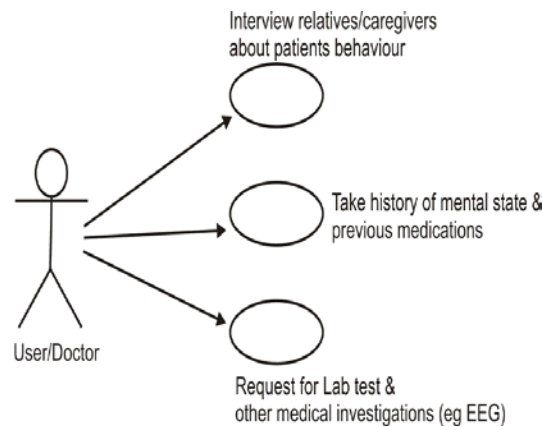 Interview relatives/caregivers
about patients behaviour
Take history of mental state &
previous medications
User/Doctor
Request for Lab test &
other medical investigations (eg EEG)